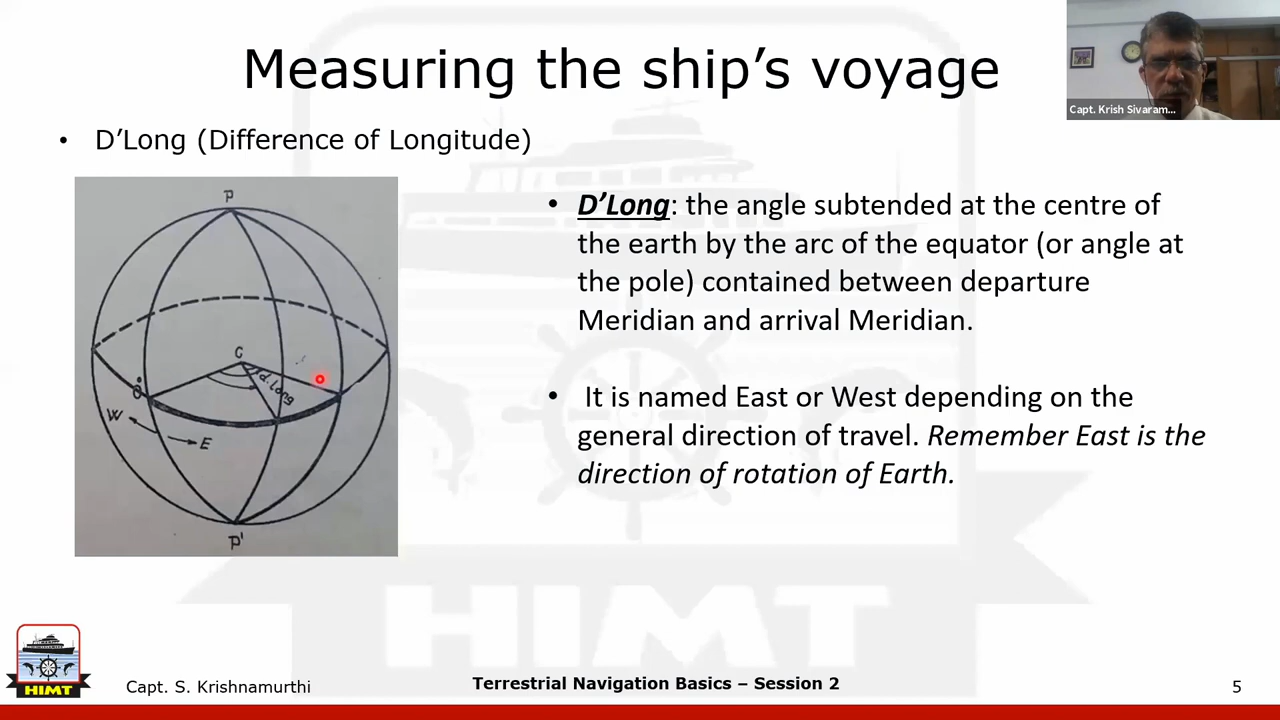 Measuring the ship's voyage
Capt. Krish Sivaram...
• D'Long (Difference of Longitude)
P
C
d.long
W
E
P'
• D'Long: the angle subtended at the centre of
the earth by the arc of the equator (or angle at
the pole) contained between departure
Meridian and arrival Meridian.
• It is named East or West depending on the
general direction of travel. Remember East is the
direction of rotation of Earth.
HIMT
HIMT
Capt. S. Krishnamurthi
Terrestrial Navigation Basics – Session 2
5